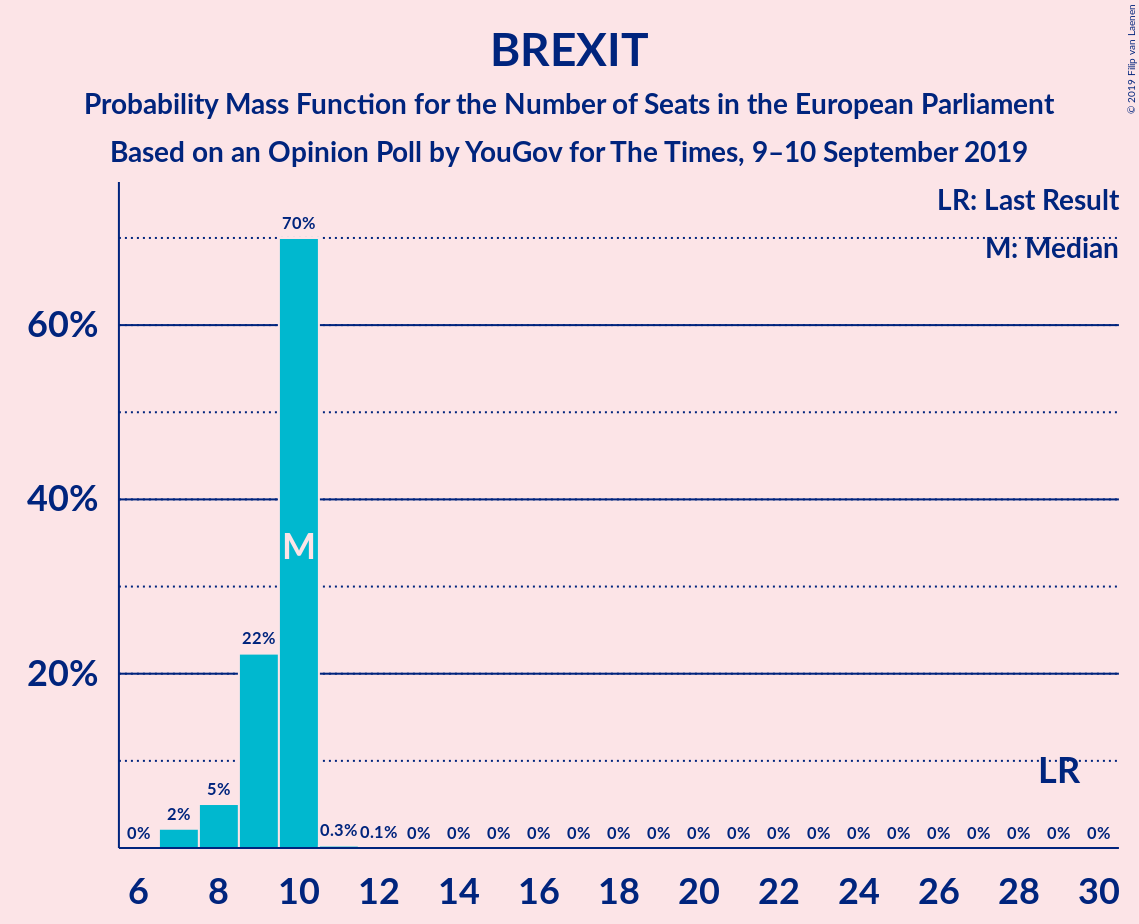 BREXIT
Probability Mass Function for the Number of Seats in the European Parliament
Based on an Opinion Poll by YouGov for The Times, 9–10 September 2019
© 2019 Filip van Laenen
LR: Last Result
M: Median
70%
60%
40%
M
22%
20%
LR
0% 2% 5% 0.3% 0.1% 0% 0% 0% 0% 0% 0% 0% 0% 0% 0% 0% 0% 0% 0% 0% 0% 0% 0%
6 8 10 12 14 16 18 20 22 24 26 28 30